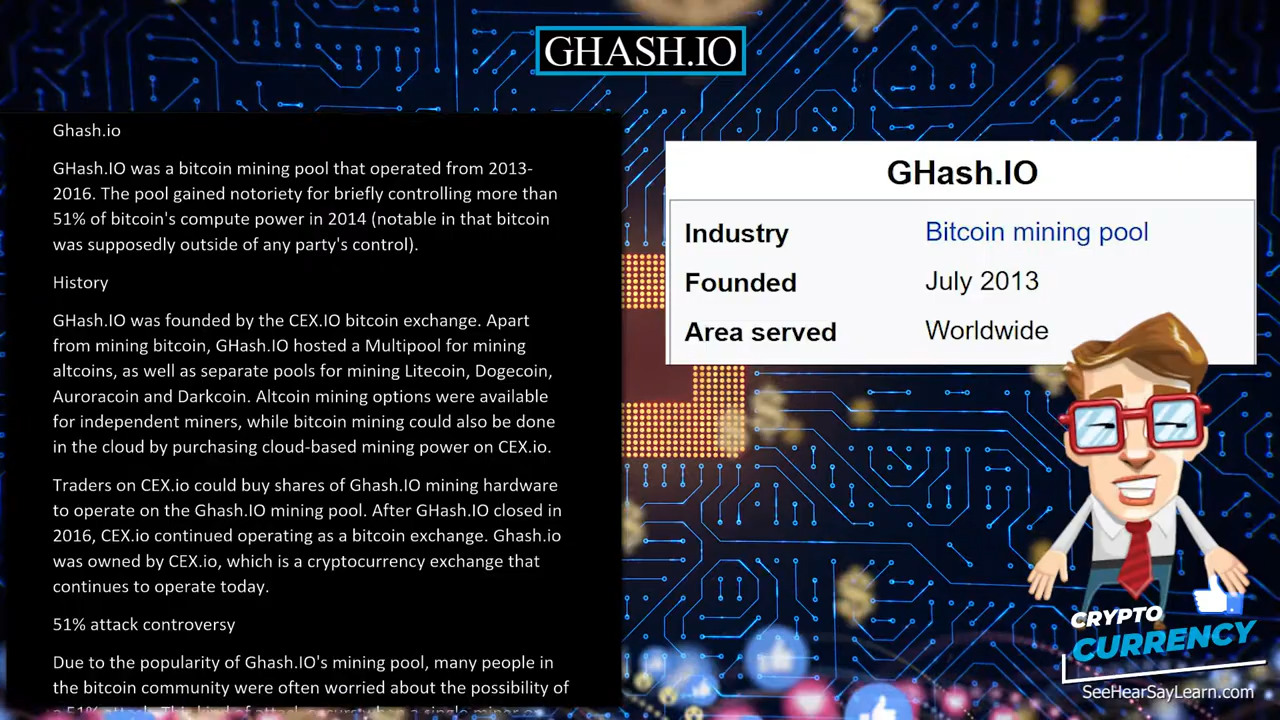 GHASH.IO
Ghash.io
GHash.IO was a bitcoin mining pool that operated from 2013-
2016. The pool gained notoriety for briefly controlling more than
51% of bitcoin's compute power in 2014 (notable in that bitcoin
was supposedly outside of any party's control).
History
GHash.IO was founded by the CEX.IO bitcoin exchange. Apart
from mining bitcoin, GHash.IO hosted a Multipool for mining
altcoins, as well as separate pools for mining Litecoin, Dogecoin,
Auroracoin and Darkcoin. Altcoin mining options were available
for independent miners, while bitcoin mining could also be done
in the cloud by purchasing cloud-based mining power on CEX.io.
Traders on CEX.io could buy shares of Ghash.IO mining hardware
to operate on the Ghash.IO mining pool. After GHash.IO closed in
2016, CEX.io continued operating as a bitcoin exchange. Ghash.io
was owned by CEX.io, which is a cryptocurrency exchange that
continues to operate today.
51% attack controversy
Due to the popularity of Ghash.IO's mining pool, many people in
the bitcoin community were often worried about the possibility of
GHash.IO
Industry Bitcoin mining pool
Founded July 2013
Area served Worldwide
CRYPTO
CURRENCY
SeeHearSayLearn.com